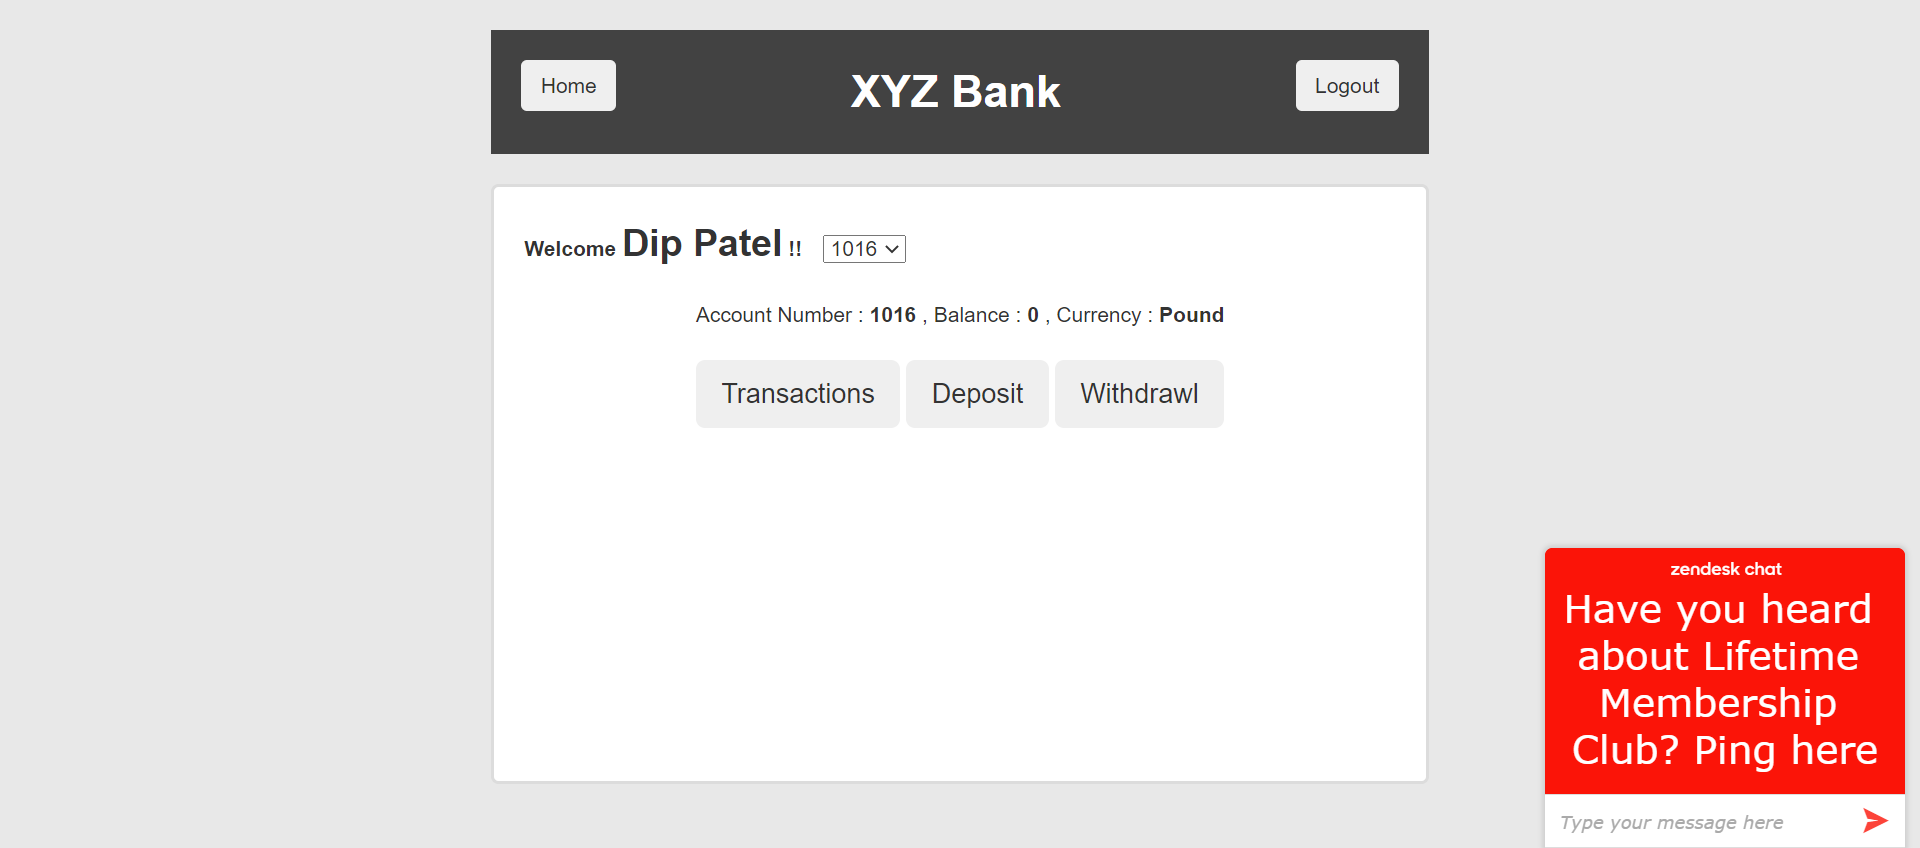 Home
XYZ Bank
Logout
Welcome Dip Patel !! 1016
Account Number : 1016 , Balance : 0 , Currency : Pound
Transactions
Deposit
Withdrawl
zendesk chat
Have you heard
about Lifetime
Membership
Club? Ping here
Type your message here